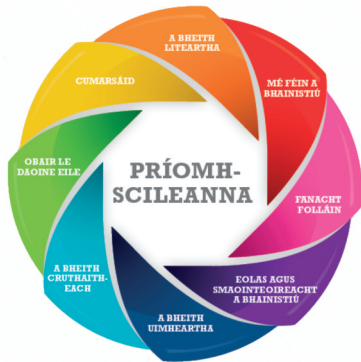 A BHEITH
LITEARTHA
MÉ FÉIN A
BHAINISTIÚ
FANACHT
FOLLÁIN
EOLAS AGUS
SMAOINTEOIREACHT
A BHAINISTIÚ
A BHEITH
UIMHEARTHA
A BHEITH
CRUTHAITH-
EACH
OBAIR LE
DAOINE EILE
CUMARSÁID
PRÍOMH-
SCILEANNA